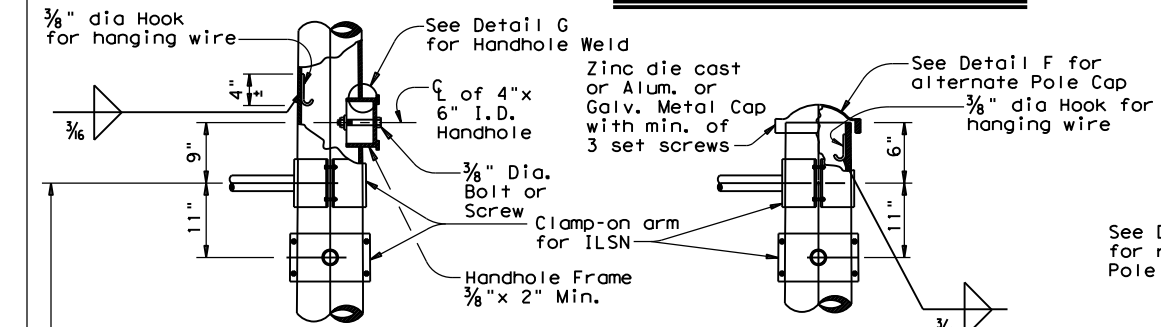 3/8" dia Hook
for hanging wire
4"
±
3/16
9"
11"
See Detail G
for Handhole Weld
℄ of 4"x
6" I.D.
Handhole
3/8" Dia.
Bolt or
Screw
Clamp-on arm
for ILSN
Handhole Frame
3/8"x 2" Min.
Zinc die cast
or Alum. or
Galv. Metal Cap
with min. of
3 set screws
See Detail F for
alternate Pole Cap
3/8" dia Hook for
hanging wire
6"
11"
See
for
Pole